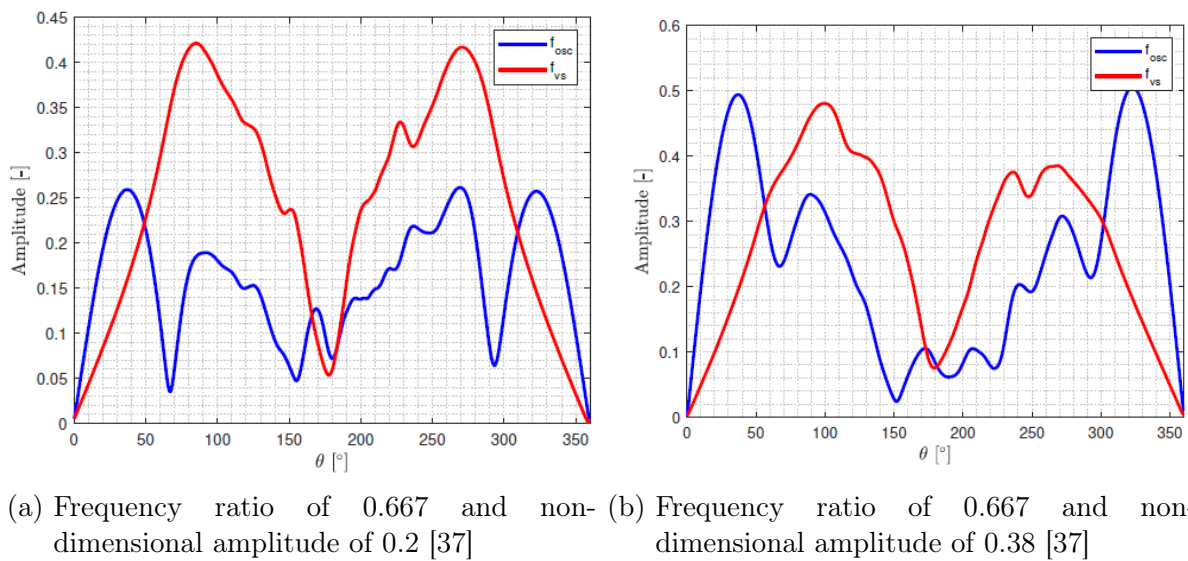 0.45
0.4
0.35
0.3
0.25
0.2
0.15
0.1
0.05
0
Amplitude [-]
0 50 100 150 200 250 300 350
θ [°]
f_osc
f_vs
0.6
0.5
0.4
0.3
0.2
0.1
0
Amplitude [-]
0 50 100 150 200 250 300 350
θ [°]
f_osc
f_vs
(a) Frequency ratio of 0.667 and non-
dimensional amplitude of 0.2 [37]
(b) Frequency ratio of 0.667 and non-
dimensional amplitude of 0.38 [37]